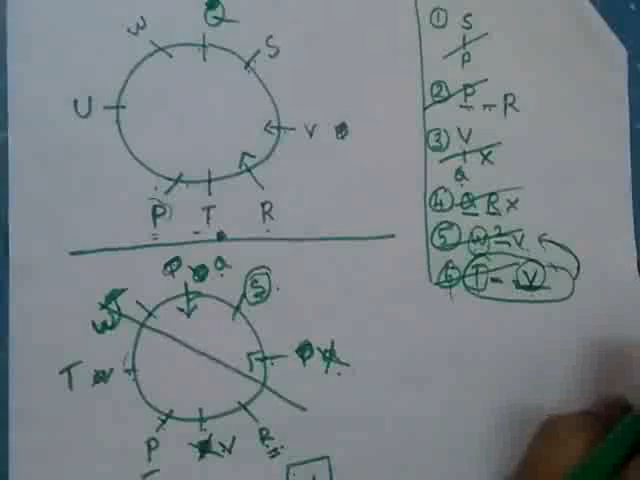 Q
W
S
U
V
P T R
Q
W
S
T
P V R
① S
P
② P - - R
③ V
X
Q
④ Q R X
⑤ W - V
⑥ T - V